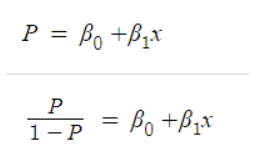 P = β₀ +β₁x
P / (1 − P) = β₀ +β₁x